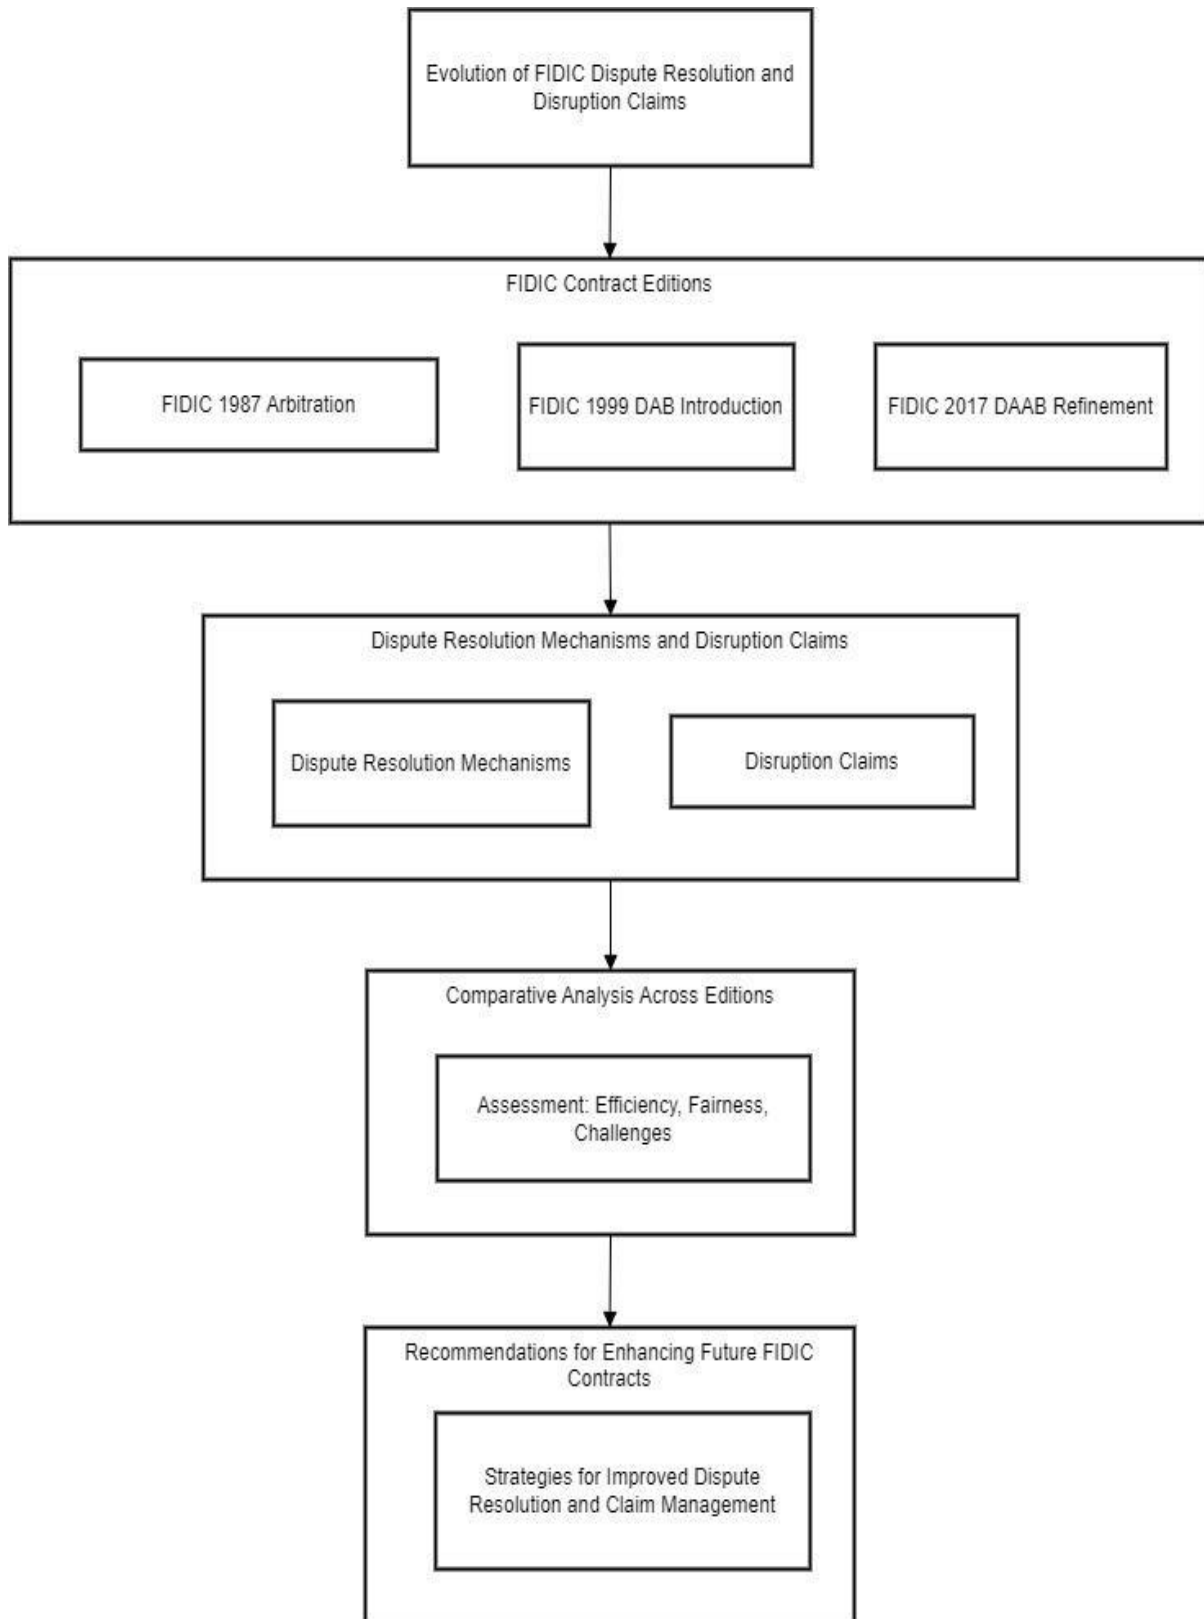 Evolution of FIDIC Dispute Resolution and
Disruption Claims
FIDIC Contract Editions
FIDIC 1987 Arbitration
FIDIC 1999 DAB Introduction
FIDIC 2017 DAAB Refinement
Dispute Resolution Mechanisms and Disruption Claims
Dispute Resolution Mechanisms
Disruption Claims
Comparative Analysis Across Editions
Assessment: Efficiency, Fairness,
Challenges
Recommendations for Enhancing Future FIDIC
Contracts
Strategies for Improved Dispute
Resolution and Claim Management